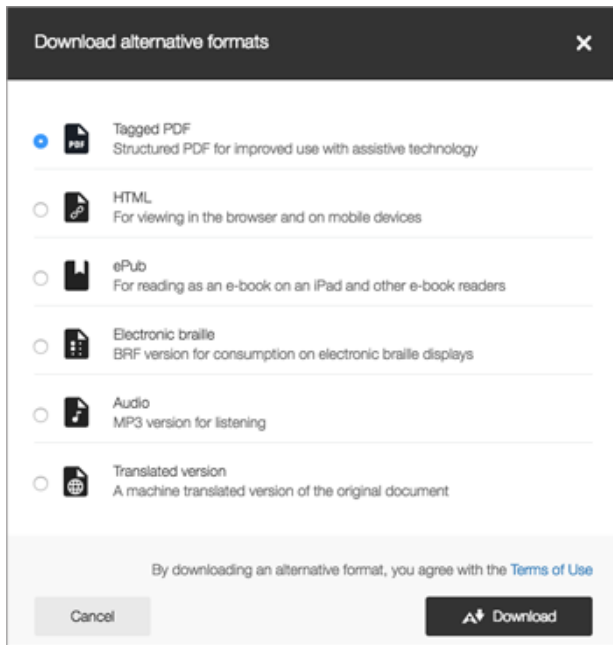 Download alternative formats
Tagged PDF
PDF
Structured PDF for improved use with assistive technology
HTML
For viewing in the browser and on mobile devices
ePub
For reading as an e-book on an iPad and other e-book readers
Electronic braille
BRF version for consumption on electronic braille displays
Audio
MP3 version for listening
Translated version
A machine translated version of the original document
By downloading an alternative format, you agree with the Terms of Use
Cancel
Download